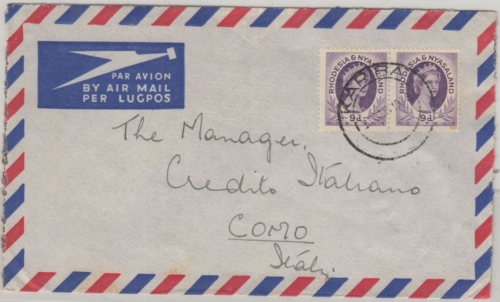 PAR AVION
BY AIR MAIL
PER LUGPOS
RHODESIA & NYASALAND
9d
RHODESIA & NYASALAND
9d
KARIBA
The Manager,
Credito Italiano
COMO
Italy.